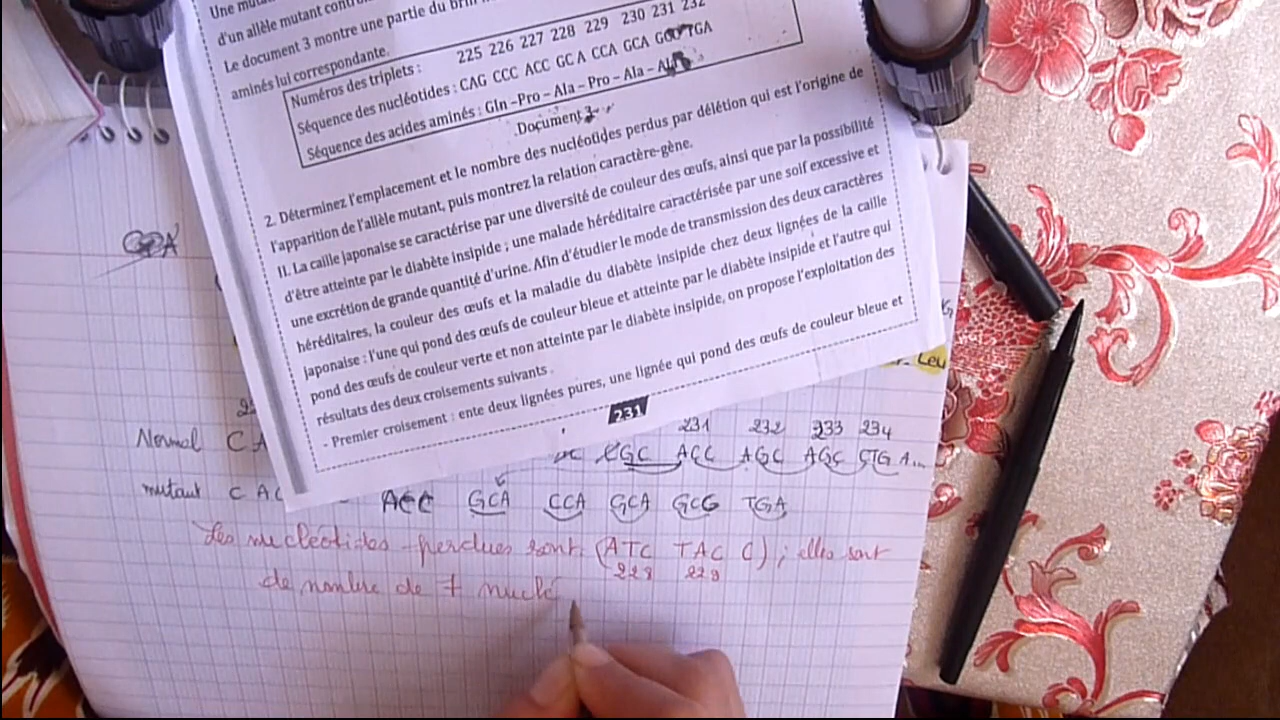 Une
d'un allèle mutant
Le document 3 montre une partie du brin
aminés lui correspondante.
Numéros des triplets : 225 226 227 228 229 230 231 232
Séquence des nucléotides : CAG CCC ACC GCA CCA GCA TGA
Séquence des acides aminés : Gln –Pro – Ala – Ala – Pro – Ala –
Document 3
2. Déterminez l'emplacement et le nombre des nucléotides perdus par délétion qui est l'origine de
l'apparition de l'allèle mutant, puis montrez la relation caractère-gène.
II. La caille japonaise se caractérise par une diversité de couleur des œufs, ainsi que par la possibilité
d'être atteinte par le diabète insipide ; une malade héréditaire caractérisée par une soif excessive et
une excrétion de grande quantité d'urine. Afin d'étudier le mode de transmission des deux caractères
héréditaires, la couleur des œufs et la maladie du diabète insipide chez deux lignées de la caille
japonaise : l'une qui pond des œufs de couleur bleue et atteinte par le diabète insipide et l'autre qui
pond des œufs de couleur verte et non atteinte par le diabète insipide, on propose l'exploitation des
résultats des deux croisements suivants
- Premier croisement : ente deux lignées pures, une lignée qui pond des œufs de couleur bleue et
231
Leu
231 232 233 234
Normal CA GC ACC AGC AGC CTG A...
mutant CAC ACC GCA CCA GCA GCG TGA
Les nucléotides perdues sont (ATC TAC C) ; elles sont
228 229
de nombre de 7 nuclé